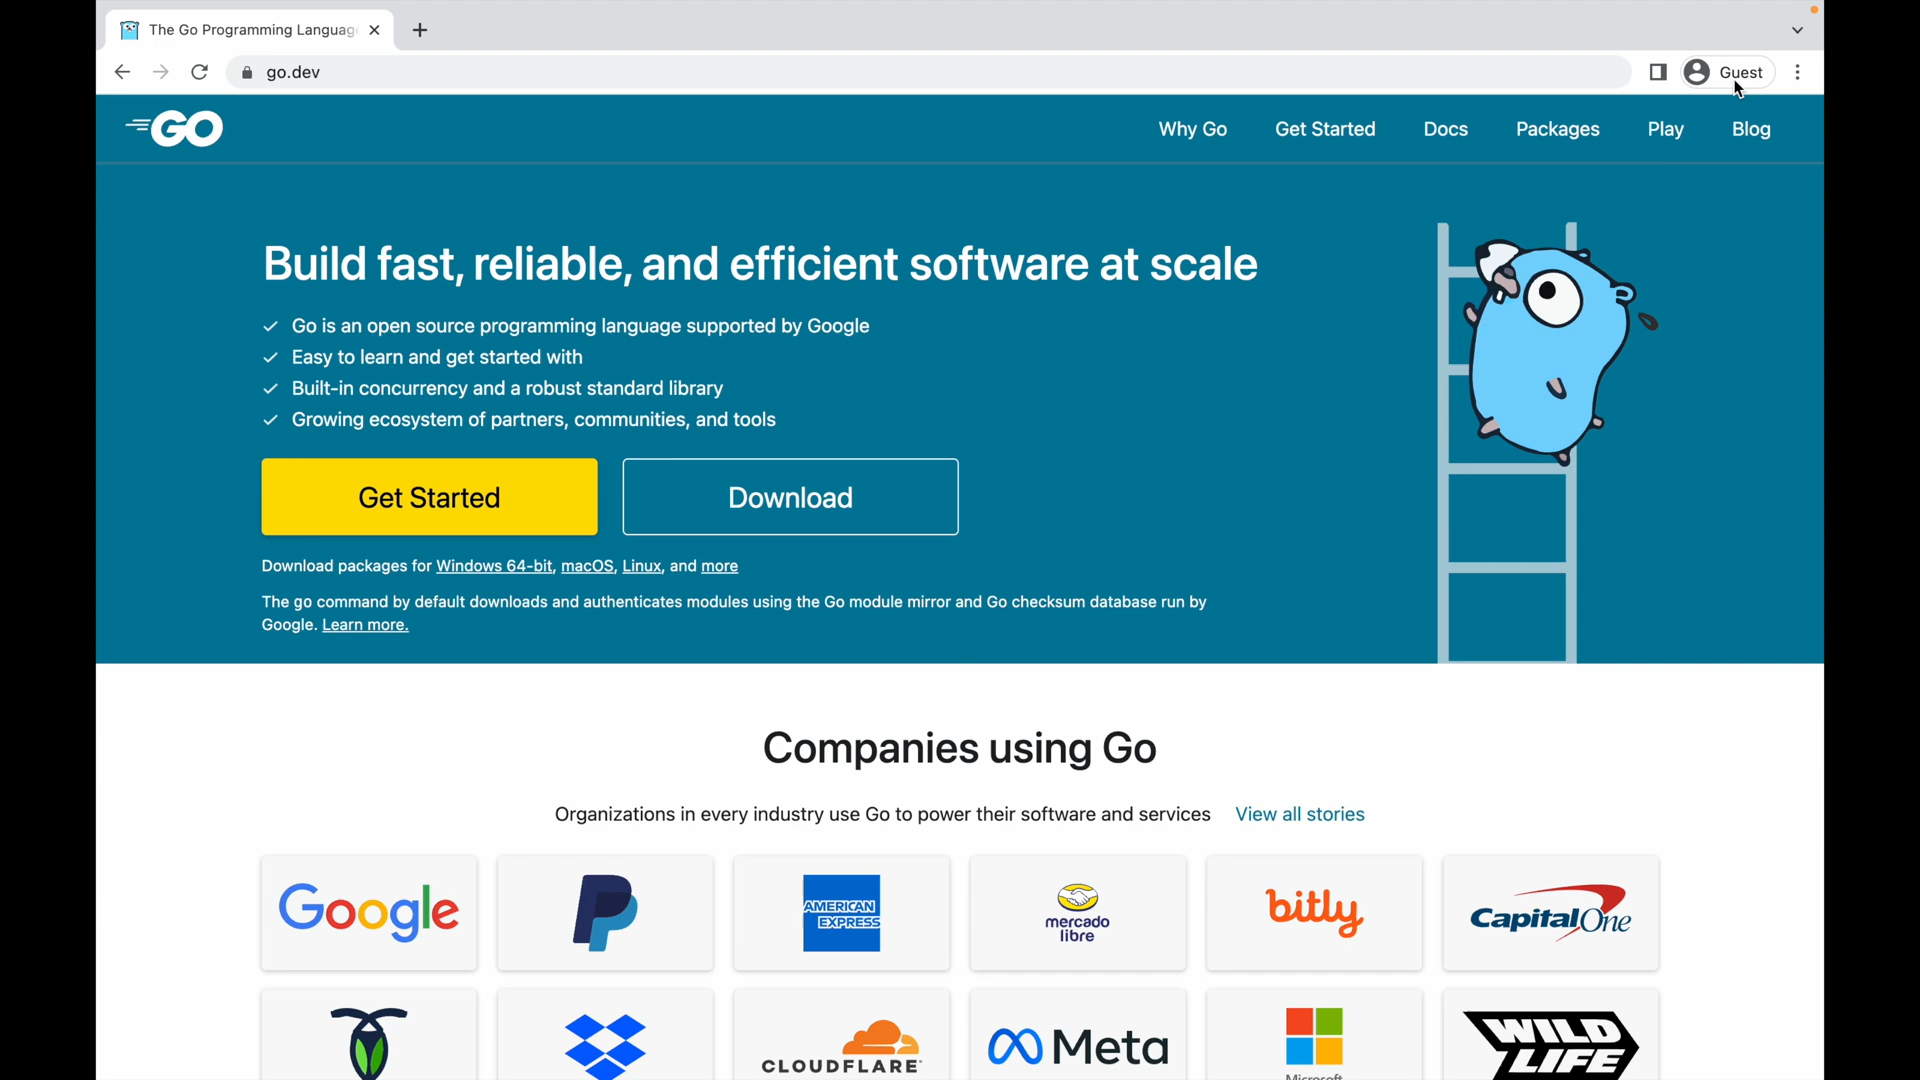 The Go Programming Languag
go.dev
Guest
GO
Why Go
Get Started
Docs
Packages
Play
Blog
Build fast, reliable, and efficient software at scale
Go is an open source programming language supported by Google
Easy to learn and get started with
Built-in concurrency and a robust standard library
Growing ecosystem of partners, communities, and tools
Get Started
Download
Download packages for Windows 64-bit, macOS, Linux, and more
The go command by default downloads and authenticates modules using the Go module mirror and Go checksum database run by
Google. Learn more.
Companies using Go
Organizations in every industry use Go to power their software and services View all stories
Google
P
AMERICAN
EXPRESS
mercado
libre
bitly
Capital One
CLOUDFLARE
Meta
Microsoft
WILD
LIFE